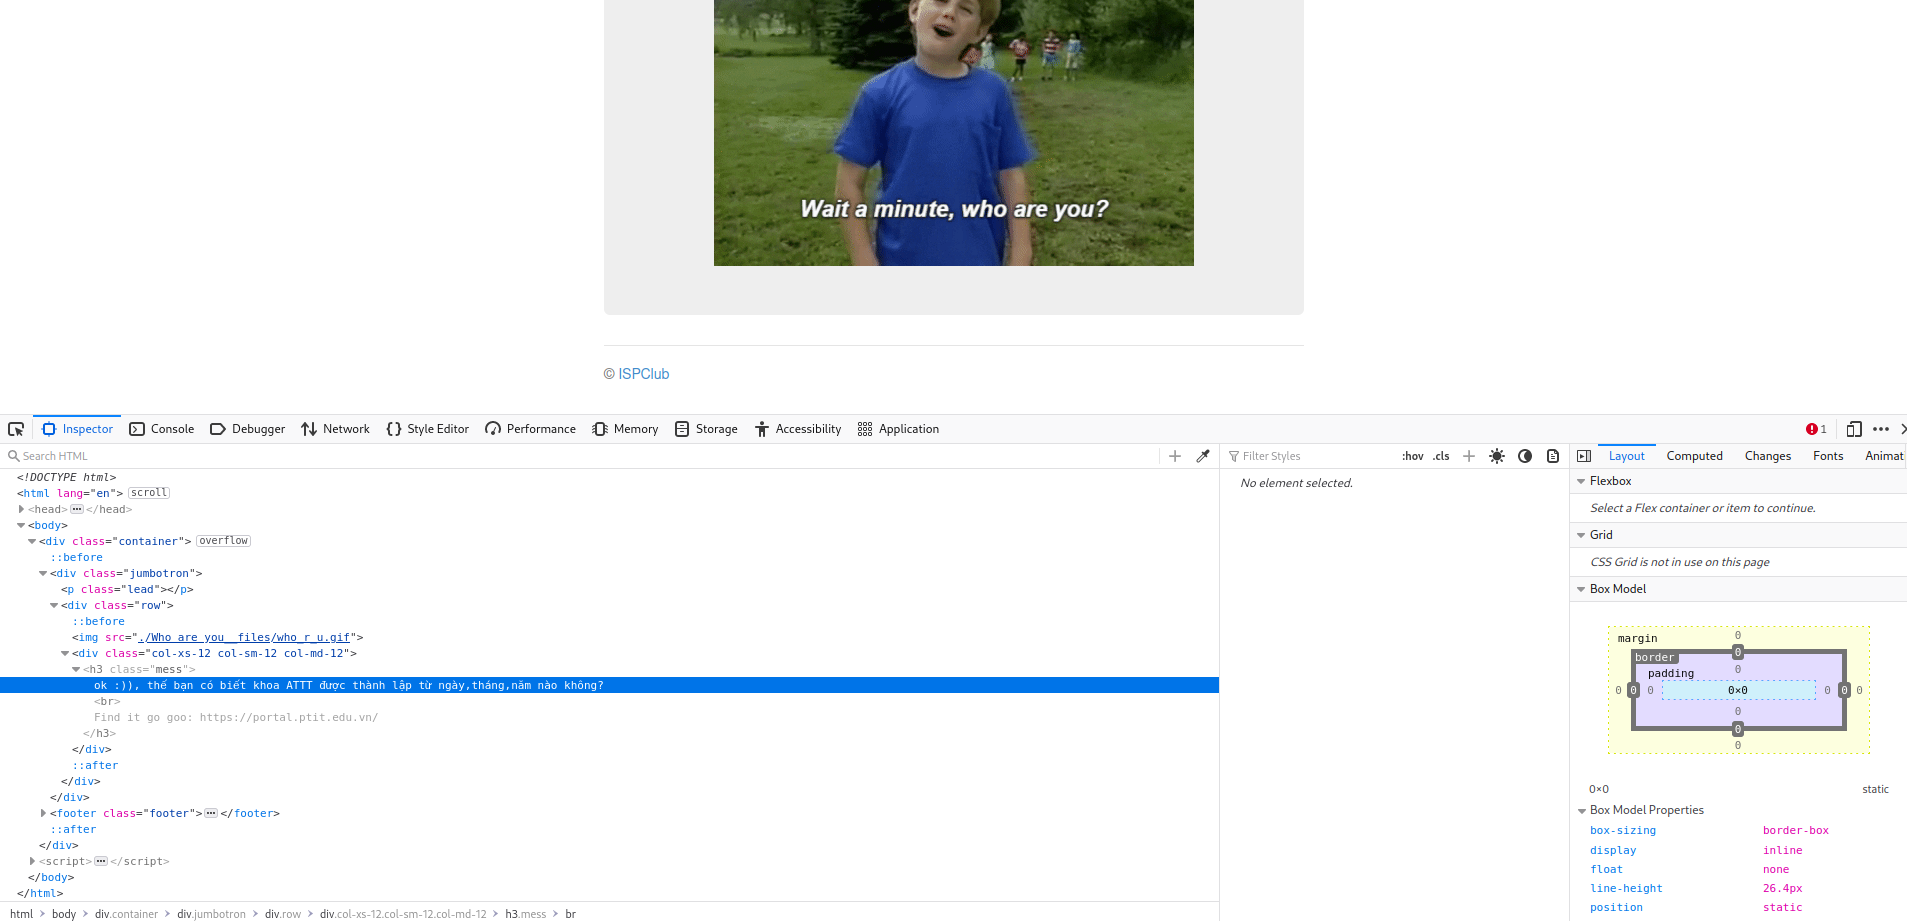 Wait a minute, who are you?
© ISPClub
Inspector Console Debugger Network Style Editor Performance Memory Storage Accessibility Application 1
Search HTML
<!DOCTYPE html>
<html lang="en"> scroll
<head> ••• </head>
<body>
<div class="container"> overflow
::before
<div class="jumbotron">
<p class="lead"></p>
<div class="row">
::before
<img src="./Who are you__files/who_r_u.gif">
<div class="col-xs-12 col-sm-12 col-md-12">
<h3 class="mess">
ok :)), thế bạn có biết khoa ATTT được thành lập từ ngày,tháng,năm nào không?
<br>
Find it go goo: https://portal.ptit.edu.vn/
</h3>
</div>
::after
</div>
</div>
<footer class="footer"> ••• </footer>
::after
</div>
<script> ••• </script>
</body>
</html>
html > body > div.container > div.jumbotron > div.row > div.col-xs-12.col-sm-12.col-md-12 > h3.mess > br
Filter Styles :hov .cls
No element selected.
Layout Computed Changes Fonts Animat
Flexbox
Select a Flex container or item to continue.
Grid
CSS Grid is not in use on this page
Box Model
margin 0
border 0
padding 0
0 0 0 0×0 0 0 0
0
0
0
0×0 static
Box Model Properties
box-sizing border-box
display inline
float none
line-height 26.4px
position static